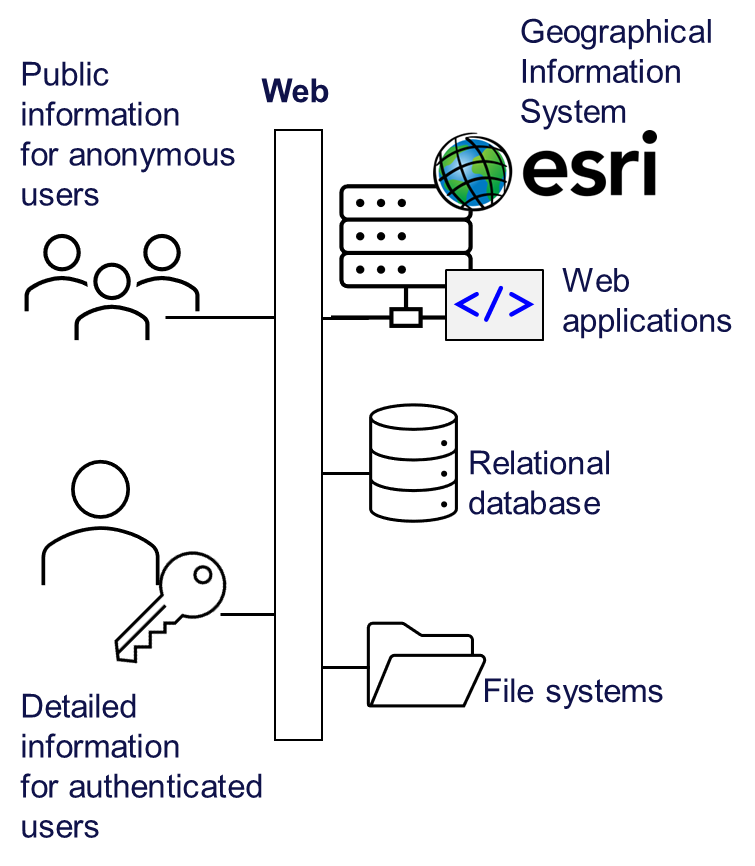 Geographical
Information
System
esri
Public
information
for anonymous
users
Web
</>
Web
applications
Relational
database
File systems
Detailed
information
for authenticated
users